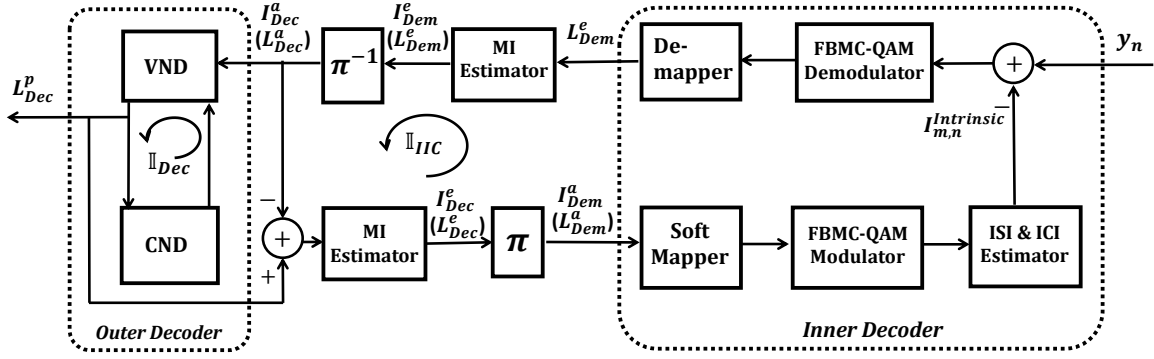 I^a_Dec
(L^a_Dec)
I^e_Dem
(L^e_Dem)
L^e_Dem
y_n
VND
π⁻¹
MI
Estimator
De-
mapper
FBMC-QAM
Demodulator
+
−
L^p_Dec
𝕀_Dec
𝕀_IIC
I^Intrinsic_m,n
CND
−
+
+
MI
Estimator
I^e_Dec
(L^e_Dec)
π
I^a_Dem
(L^a_Dem)
Soft
Mapper
FBMC-QAM
Modulator
ISI & ICI
Estimator
Outer Decoder
Inner Decoder